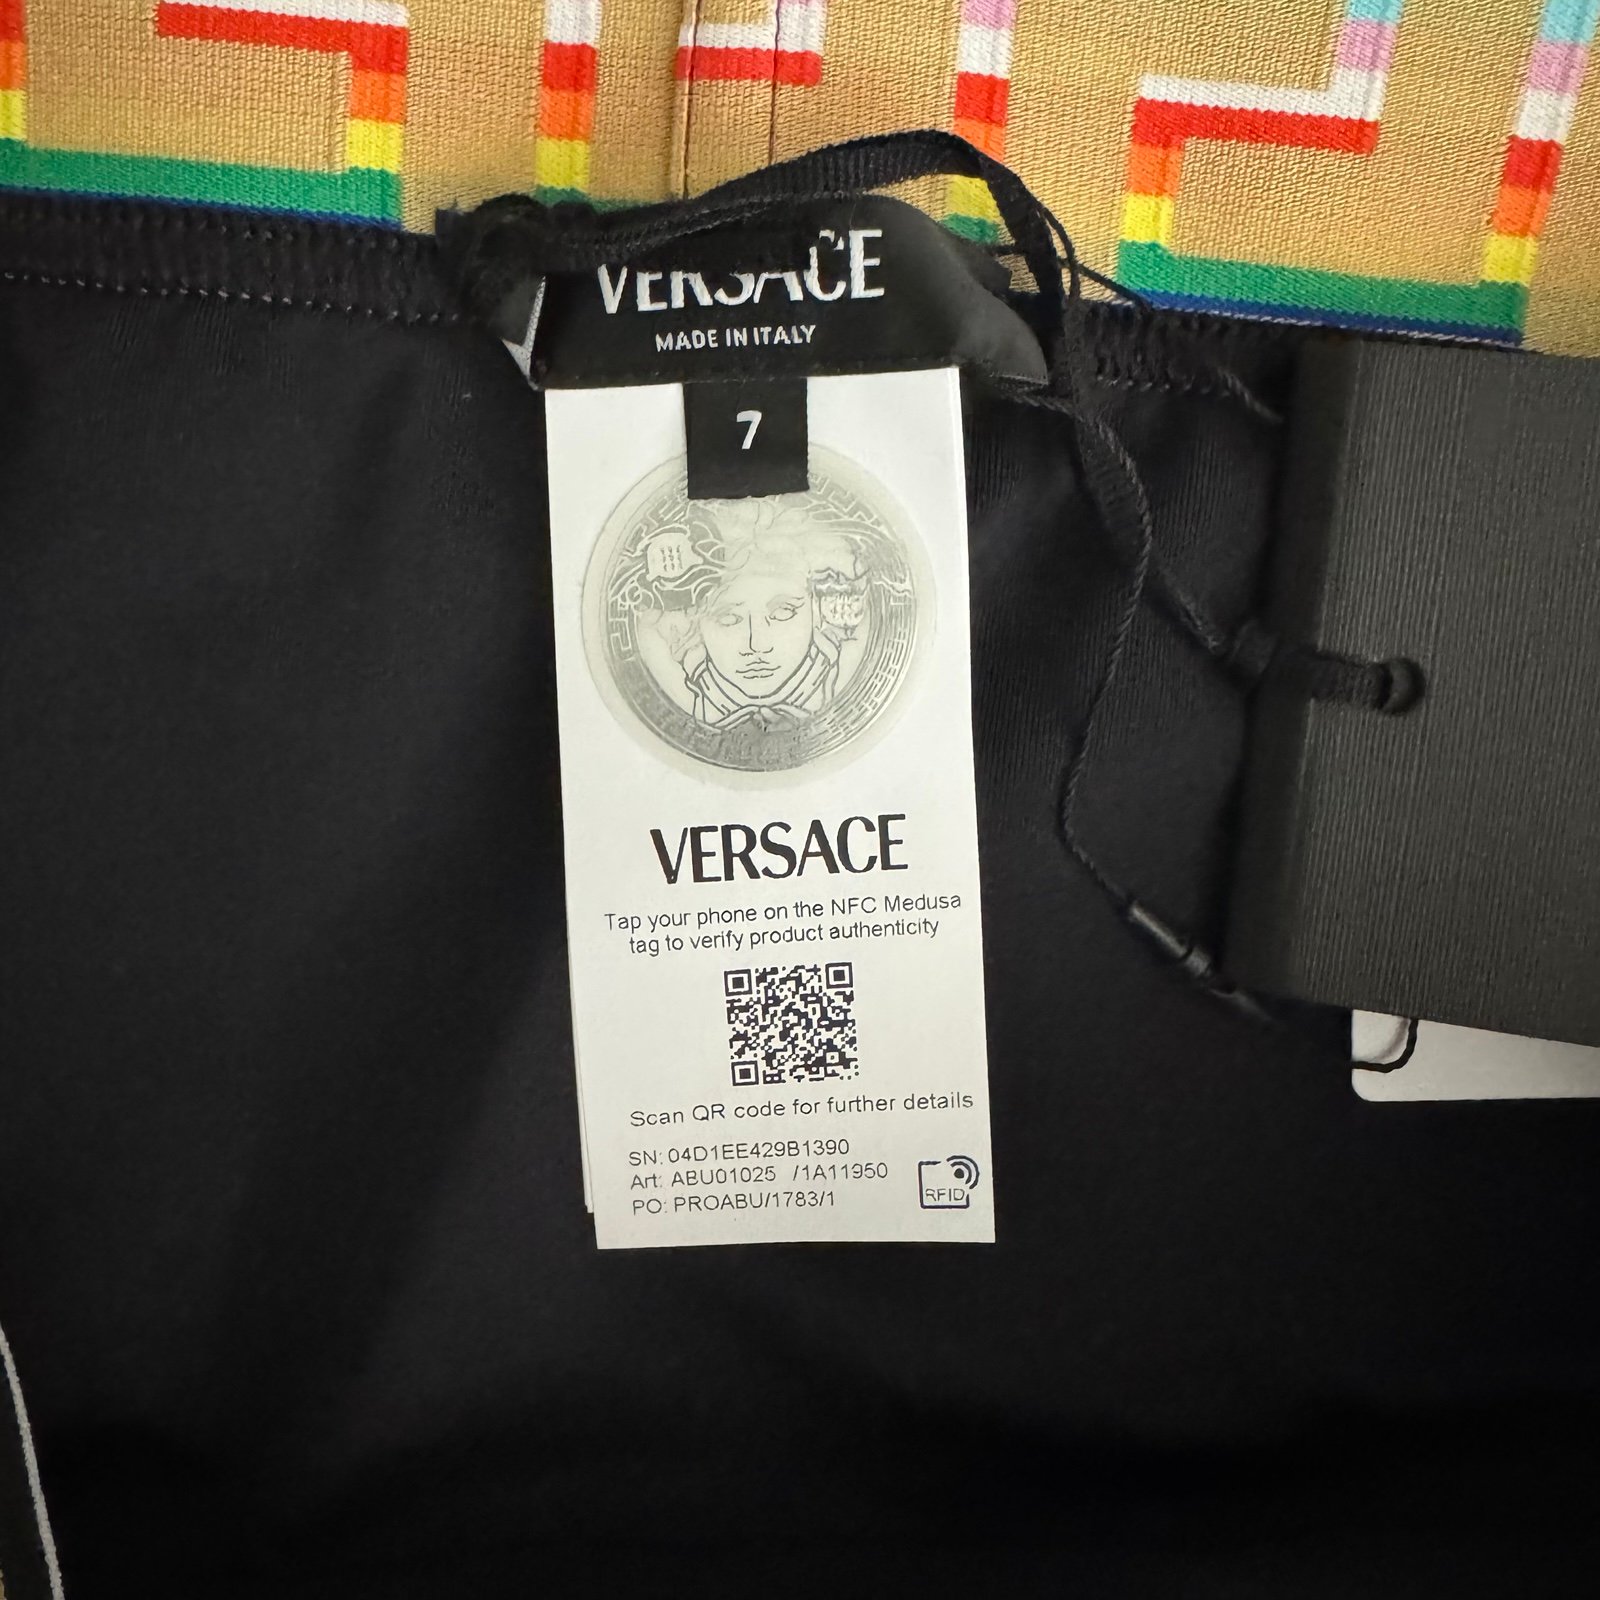 VERSACE
MADE IN ITALY
7
VERSACE
Tap your phone on the NFC Medusa
tag to verify product authenticity
Scan QR code for further details
SN: 04D1EE429B1390
Art: ABU01025 /1A11950
PO: PROABU/1783/1
RFID